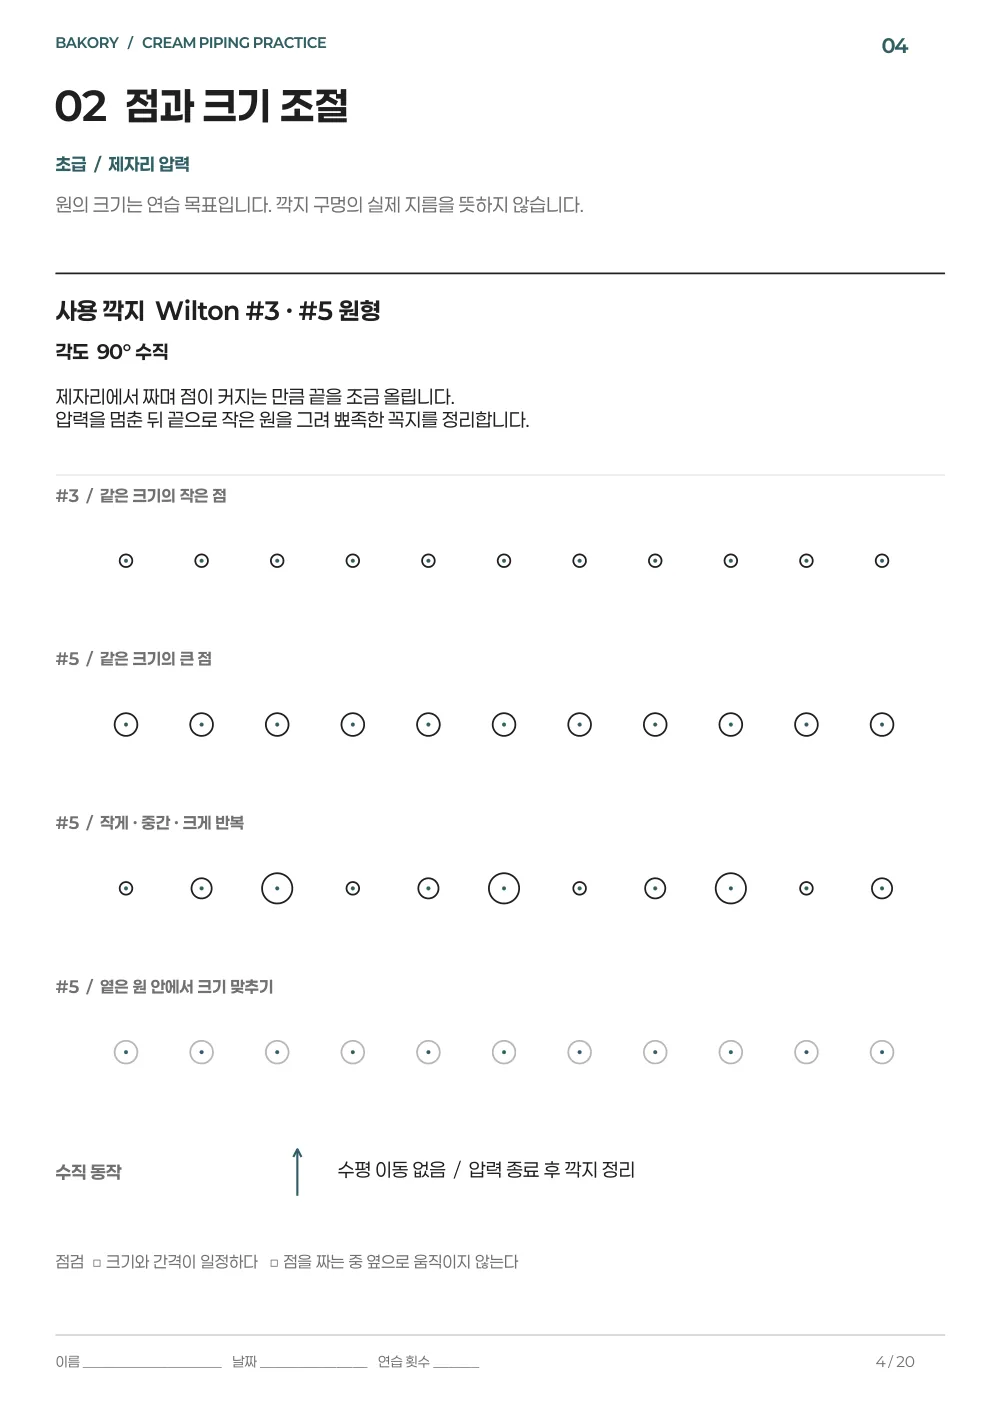 BAKORY / CREAM PIPING PRACTICE
04
02 점과 크기 조절
초급 / 제자리 압력
원의 크기는 연습 목표입니다. 깍지 구멍의 실제 지름을 뜻하지 않습니다.
사용 깍지 Wilton #3 · #5 원형
각도 90° 수직
제자리에서 짜며 점이 커지는 만큼 끝을 조금 올립니다.
압력을 멈춘 뒤 끝으로 작은 원을 그려 뾰족한 꼭지를 정리합니다.
#3 / 같은 크기의 작은 점
#5 / 같은 크기의 큰 점
#5 / 작게 · 중간 · 크게 반복
#5 / 옅은 원 안에서 크기 맞추기
수직 동작
수평 이동 없음 / 압력 종료 후 깍지 정리
점검 □ 크기와 간격이 일정하다 □ 점을 짜는 중 옆으로 움직이지 않는다
이름 __________________ 날짜 ______________ 연습 횟수 ______
4 / 20